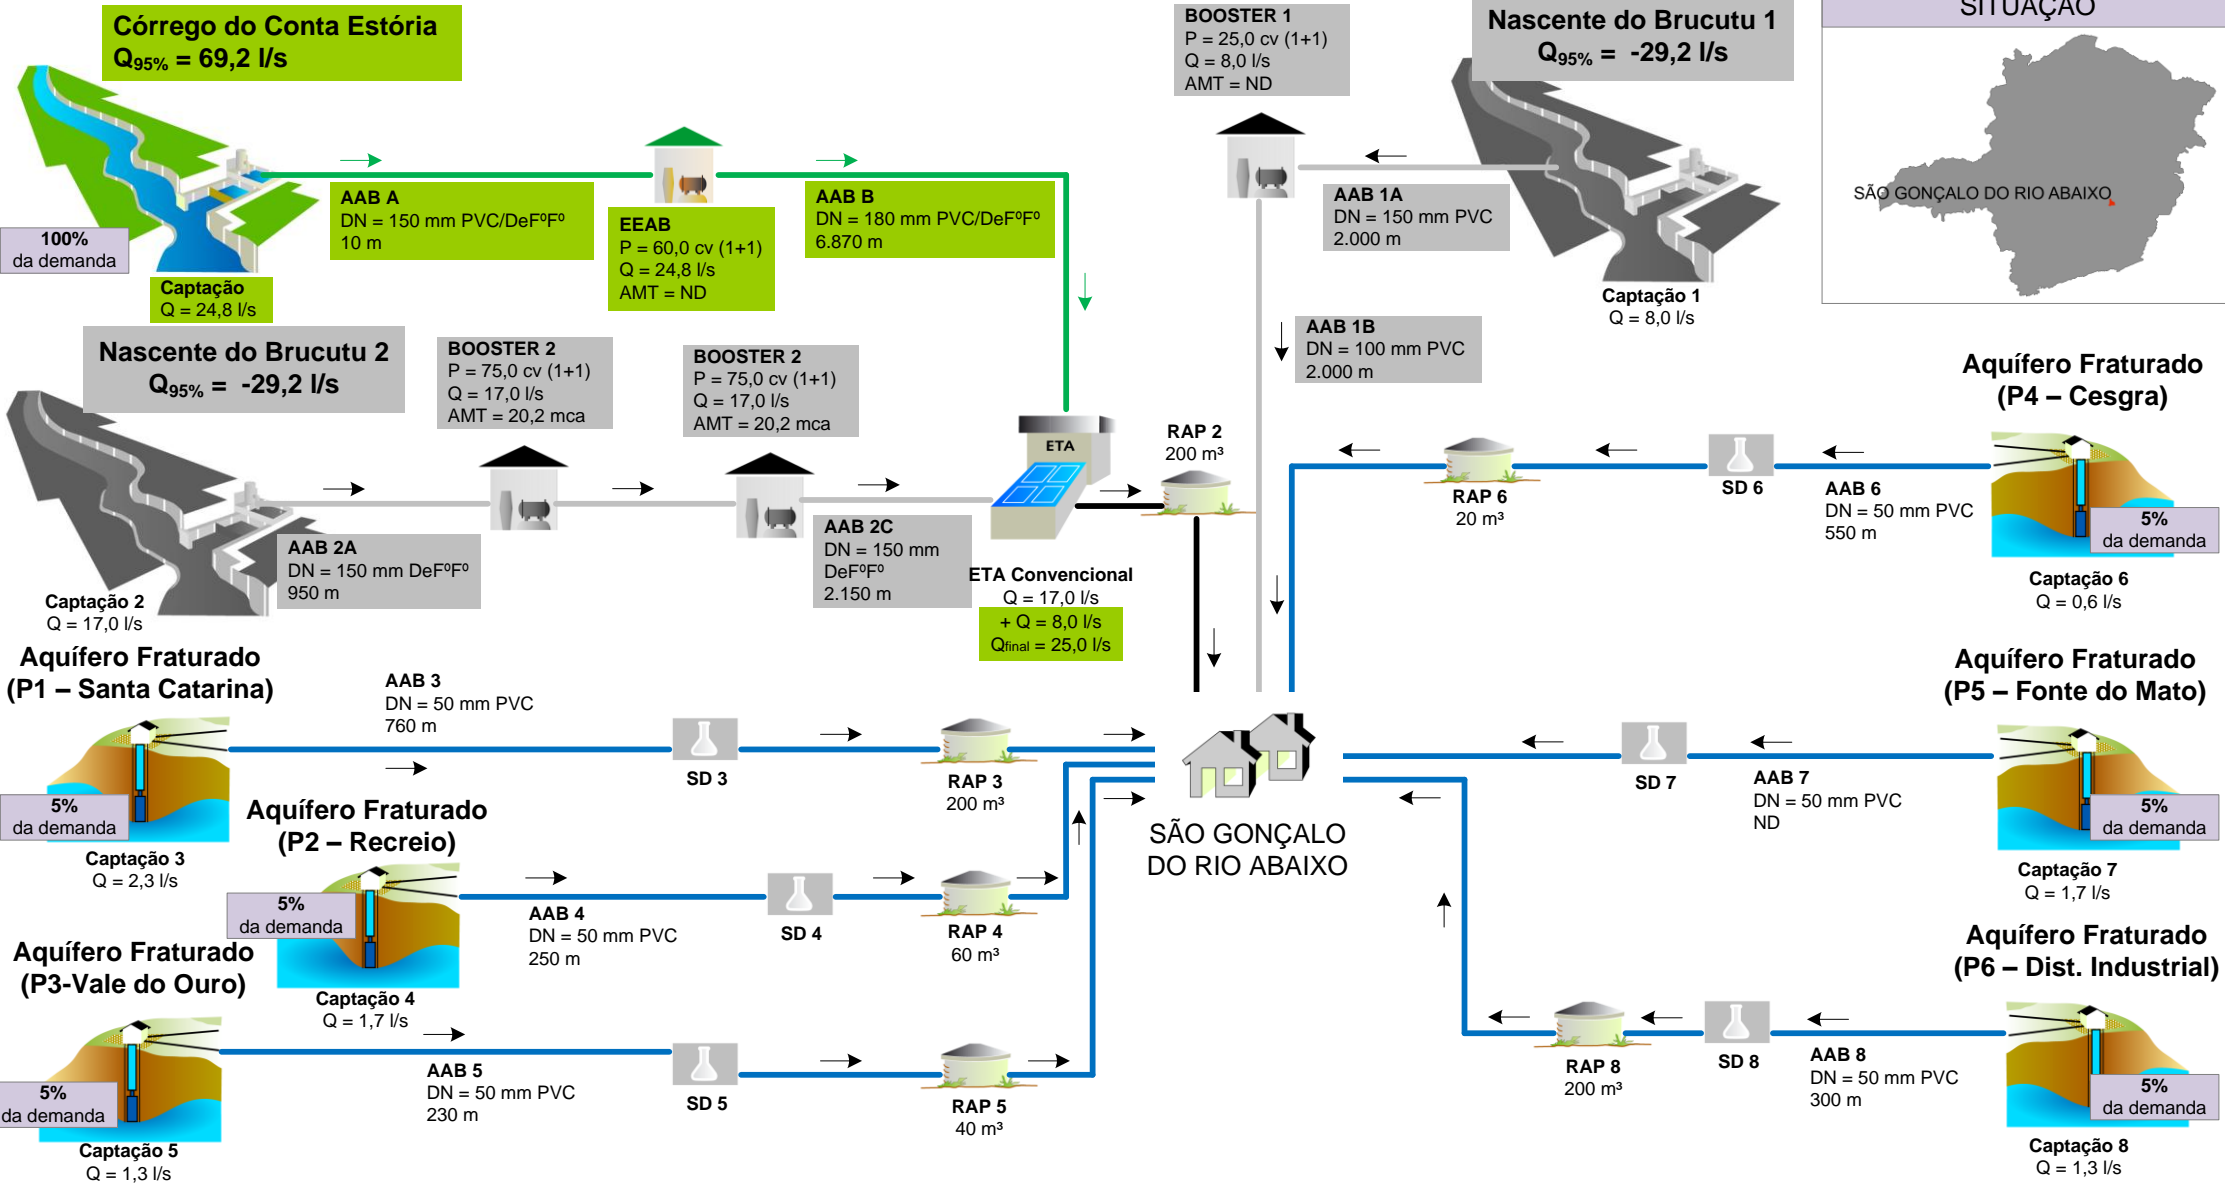 Córrego do Conta Estória
Q95% = 69,2 l/s
100%
da demanda
Captação
Q = 24,8 l/s
AAB A
DN = 150 mm PVC/DeFºFº
10 m
EEAB
P = 60,0 cv (1+1)
Q = 24,8 l/s
AMT = ND
AAB B
DN = 180 mm PVC/DeFºFº
6.870 m
BOOSTER 1
P = 25,0 cv (1+1)
Q = 8,0 l/s
AMT = ND
Nascente do Brucutu 1
Q95% = -29,2 l/s
AAB 1A
DN = 150 mm PVC
2.000 m
Captação 1
Q = 8,0 l/s
AAB 1B
DN = 100 mm PVC
2.000 m
SITUAÇÃO
SÃO GONÇALO DO RIO ABAIXO
Nascente do Brucutu 2
Q95% = -29,2 l/s
BOOSTER 2
P = 75,0 cv (1+1)
Q = 17,0 l/s
AMT = 20,2 mca
BOOSTER 2
P = 75,0 cv (1+1)
Q = 17,0 l/s
AMT = 20,2 mca
AAB 2A
DN = 150 mm DeFºFº
950 m
Captação 2
Q = 17,0 l/s
AAB 2C
DN = 150 mm
DeFºFº
2.150 m
ETA
ETA Convencional
Q = 17,0 l/s
+ Q = 8,0 l/s
Qfinal = 25,0 l/s
RAP 2
200 m³
Aquífero Fraturado
(P4 – Cesgra)
RAP 6
20 m³
SD 6
AAB 6
DN = 50 mm PVC
550 m
5%
da demanda
Captação 6
Q = 0,6 l/s
Aquífero Fraturado
(P1 – Santa Catarina)
AAB 3
DN = 50 mm PVC
760 m
5%
da demanda
Captação 3
Q = 2,3 l/s
SD 3
RAP 3
200 m³
Aquífero Fraturado
(P2 – Recreio)
5%
da demanda
Captação 4
Q = 1,7 l/s
AAB 4
DN = 50 mm PVC
250 m
SD 4
RAP 4
60 m³
Aquífero Fraturado
(P3-Vale do Ouro)
5%
da demanda
Captação 5
Q = 1,3 l/s
AAB 5
DN = 50 mm PVC
230 m
SD 5
RAP 5
40 m³
SÃO GONÇALO
DO RIO ABAIXO
Aquífero Fraturado
(P5 – Fonte do Mato)
SD 7
AAB 7
DN = 50 mm PVC
ND
5%
da demanda
Captação 7
Q = 1,7 l/s
Aquífero Fraturado
(P6 – Dist. Industrial)
RAP 8
200 m³
SD 8
AAB 8
DN = 50 mm PVC
300 m
5%
da demanda
Captação 8
Q = 1,3 l/s